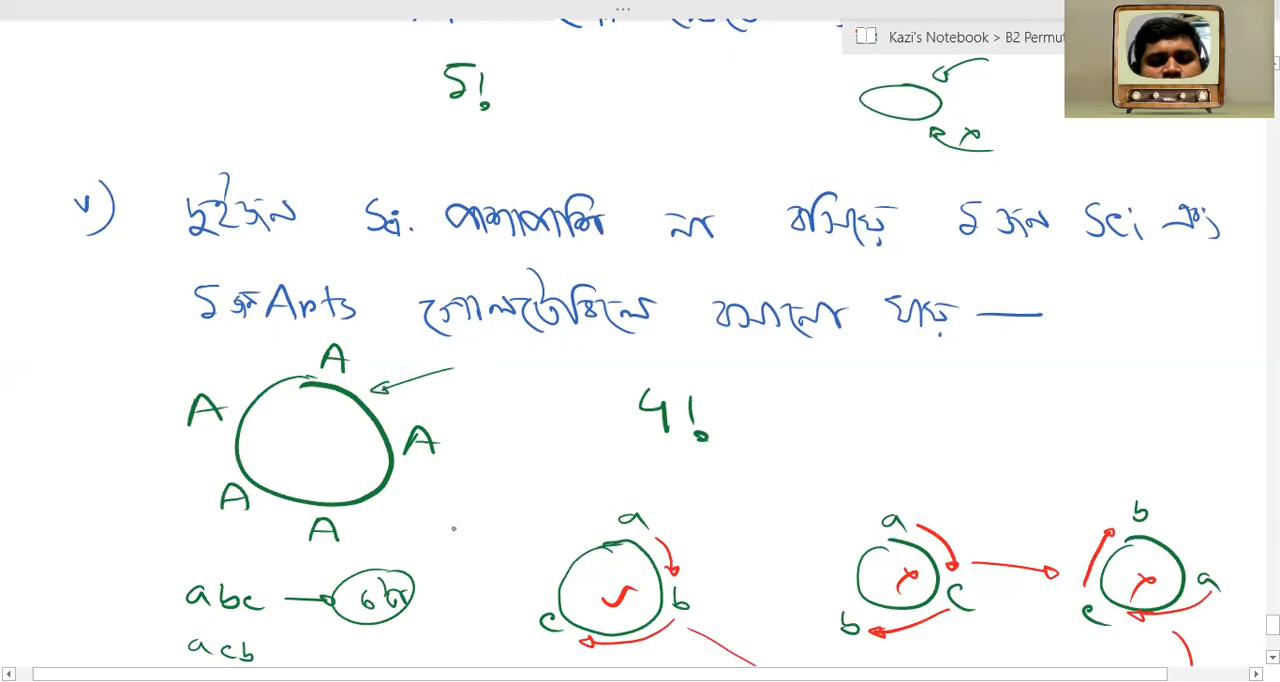 Kazi's Notebook > B2 Permut
5!
x
v) দুইজন Sci. পাশাপাশি না বসিয়ে 5 জন Sci এবং
5 জন Arts গোলটেবিলে বসানো যায় —
A
A
4!
A
A
A
a
a
b
abc
b
c
c
a
c
b
acb